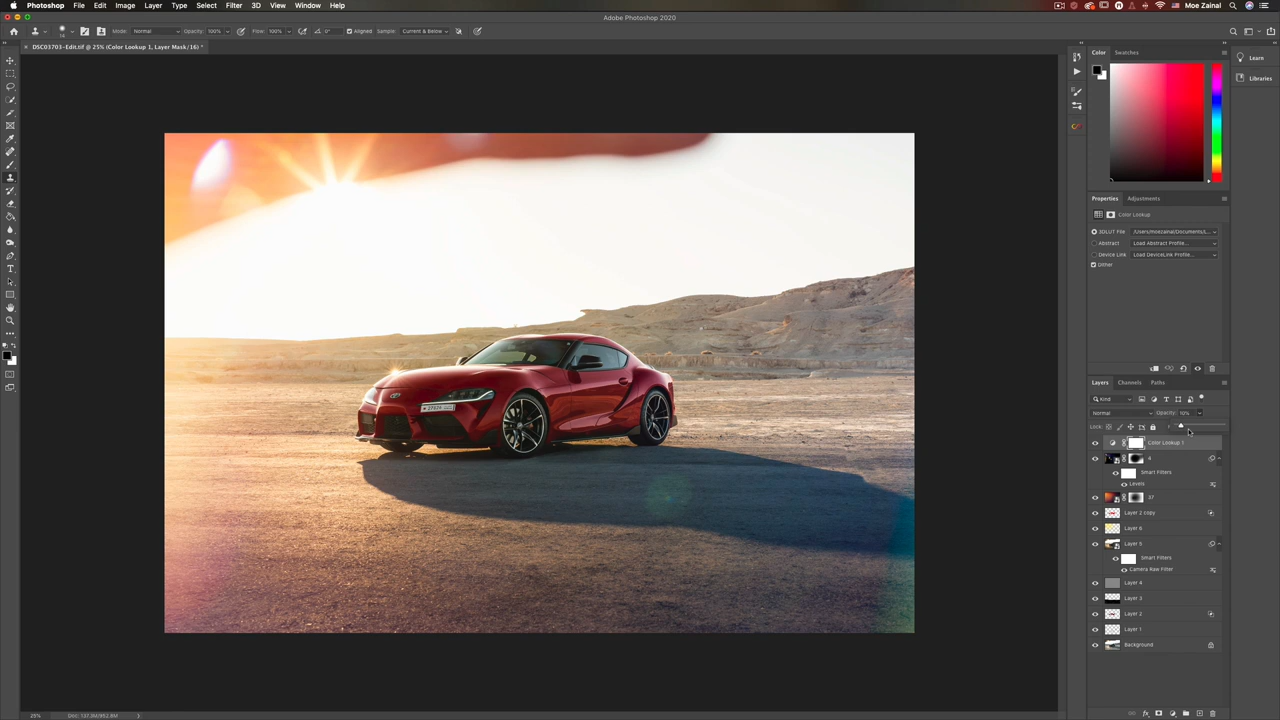 Photoshop File Edit Image Layer Type Select Filter 3D View Window Help
Moe Zainal
Adobe Photoshop 2020
Mode: Normal Opacity: 100% Flow: 100% 0° Aligned Sample: Current & Below
14
DSC03703-Edit.tif @ 25% (Color Lookup 1, Layer Mask/16) *
Color Swatches
Learn
Libraries
Properties Adjustments
Color Lookup
3DLUT File /Users/moezainal/Documents/L...
Abstract Load Abstract Profile...
Device Link Load DeviceLink Profile...
Dither
27674
Layers Channels Paths
Kind
Normal Opacity: 10%
Lock:
Color Lookup 1
4
Smart Filters
Levels
37
Layer 2 copy
Layer 6
Layer 5
Smart Filters
Camera Raw Filter
Layer 4
Layer 3
Layer 2
Layer 1
Background
25% Doc: 137.3M/952.8M